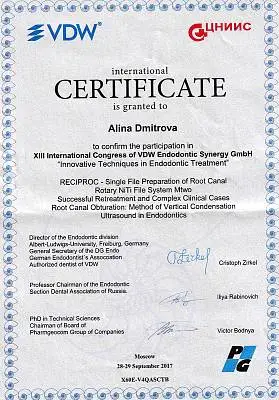 VDW®
ЦНИИС
international
CERTIFICATE
is granted to
Alina Dmitrova
to confirm the participation in
XIII International Congress of VDW Endodontic Synergy GmbH
"Innovative Techniques in Endodontic Treatment"
RECIPROC - Single File Preparation of Root Canal
Rotary NiTi File System Mtwo
Successful Retreatment and Complex Clinical Cases
Root Canal Obturation: Method of Vertical Condensation
Ultrasound in Endodontics
Director of the Endodontic division
Albert-Ludwigs-University, Freiburg, Germany
General Secretary of the DG Endo
German Endodontist's Association
Authorized dentist of VDW
Cristoph Zirkel
Professor Chairman of the Endodontic
Section Dental Association of Russia.
Iliya Rabinovich
PhD in Technical Sciences
Chairman of Board of
Pharmgeocom Group of Companies
Victor Bodnya
Moscow
28-29 September 2017
X60E-V4QASCTB
PG